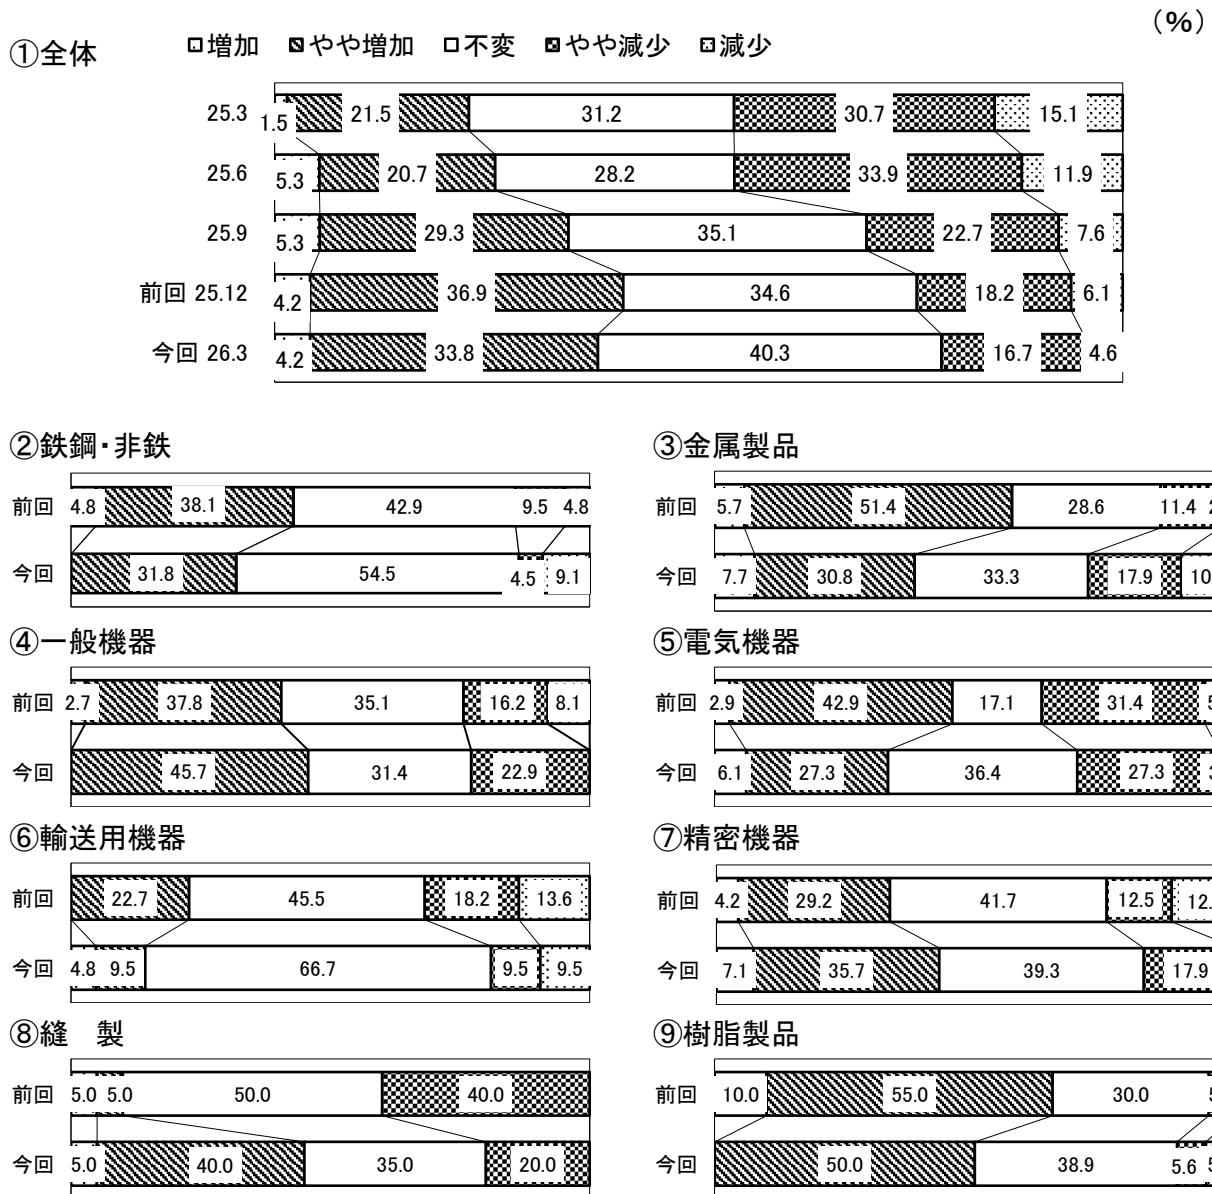 (%)
①全体 増加 やや増加 不変 やや減少 減少
25.3 1.5 21.5 31.2 30.7 15.1
25.6 5.3 20.7 28.2 33.9 11.9
25.9 5.3 29.3 35.1 22.7 7.6
前回 25.12 4.2 36.9 34.6 18.2 6.1
今回 26.3 4.2 33.8 40.3 16.7 4.6
②鉄鋼・非鉄
前回 4.8 38.1 42.9 9.5 4.8
今回 31.8 54.5 4.5 9.1
③金属製品
前回 5.7 51.4 28.6 11.4
今回 7.7 30.8 33.3 17.9 10
④一般機器
前回 2.7 37.8 35.1 16.2 8.1
今回 45.7 31.4 22.9
⑤電気機器
前回 2.9 42.9 17.1 31.4
今回 6.1 27.3 36.4 27.3
⑥輸送用機器
前回 22.7 45.5 18.2 13.6
今回 4.8 9.5 66.7 9.5 9.5
⑦精密機器
前回 4.2 29.2 41.7 12.5 12.
今回 7.1 35.7 39.3 17.9
⑧縫 製
前回 5.0 5.0 50.0 40.0
今回 5.0 40.0 35.0 20.0
⑨樹脂製品
前回 10.0 55.0 30.0
今回 50.0 38.9 5.6